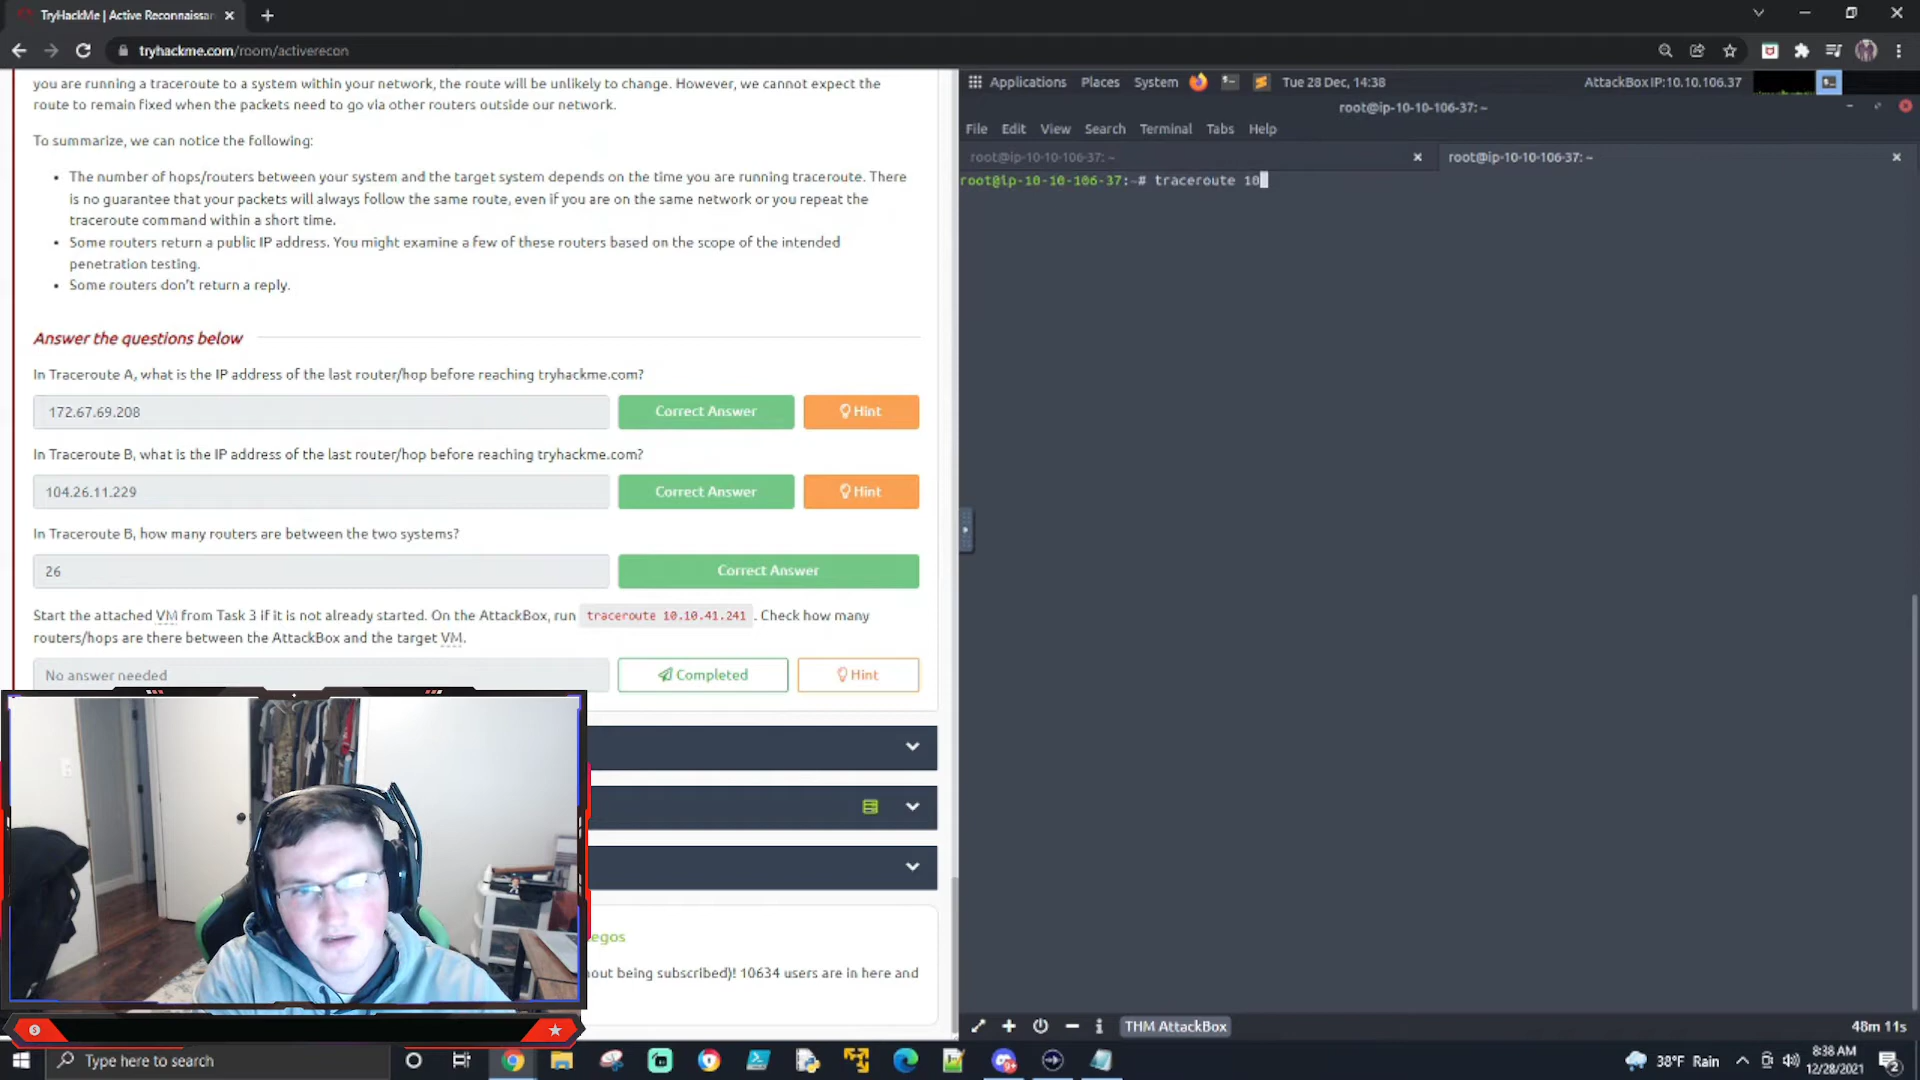 TryHackMe | Active Reconnaissan
tryhackme.com/room/activerecon
you are running a traceroute to a system within your network, the route will be unlikely to change. However, we cannot expect the
route to remain fixed when the packets need to go via other routers outside our network.
To summarize, we can notice the following:
The number of hops/routers between your system and the target system depends on the time you are running traceroute. There
is no guarantee that your packets will always follow the same route, even if you are on the same network or you repeat the
traceroute command within a short time.
Some routers return a public IP address. You might examine a few of these routers based on the scope of the intended
penetration testing.
Some routers don't return a reply.
Answer the questions below
In Traceroute A, what is the IP address of the last router/hop before reaching tryhackme.com?
172.67.69.208 Correct Answer Hint
In Traceroute B, what is the IP address of the last router/hop before reaching tryhackme.com?
104.26.11.229 Correct Answer Hint
In Traceroute B, how many routers are between the two systems?
26 Correct Answer
Start the attached VM from Task 3 if it is not already started. On the AttackBox, run traceroute 10.10.41.241 . Check how many
routers/hops are there between the AttackBox and the target VM.
No answer needed Completed Hint
egos
out being subscribed)! 10634 users are in here and
Applications Places System Tue 28 Dec, 14:38 AttackBox IP:10.10.106.37
root@ip-10-10-106-37: ~
File Edit View Search Terminal Tabs Help
root@ip-10-10-106-37: ~ root@ip-10-10-106-37: ~
root@ip-10-10-106-37:~# traceroute 10
THM AttackBox 48m 11s
Type here to search 38°F Rain 8:38 AM
12/28/2021 2